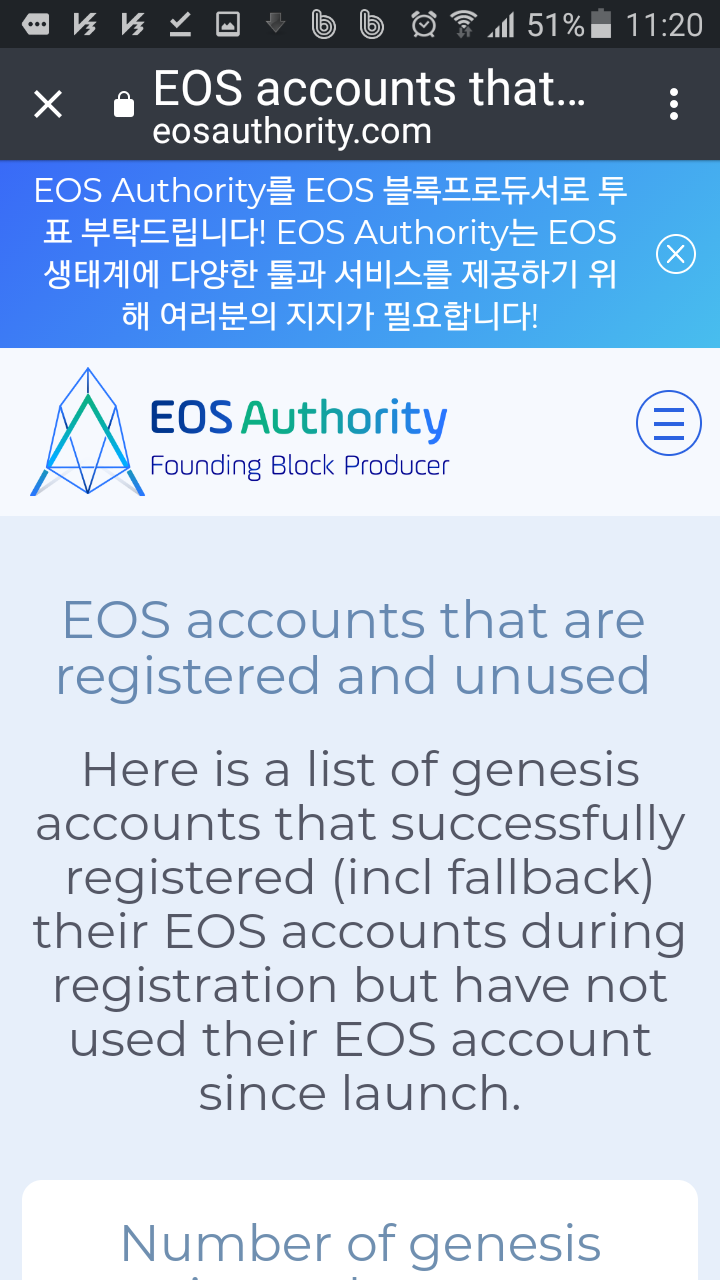 51% 11:20
EOS accounts that...
eosauthority.com
EOS Authority를 EOS 블록프로듀서로 투
표 부탁드립니다! EOS Authority는 EOS
생태계에 다양한 툴과 서비스를 제공하기 위
해 여러분의 지지가 필요합니다!
EOS Authority
Founding Block Producer
EOS accounts that are
registered and unused
Here is a list of genesis
accounts that successfully
registered (incl fallback)
their EOS accounts during
registration but have not
used their EOS account
since launch.
Number of genesis